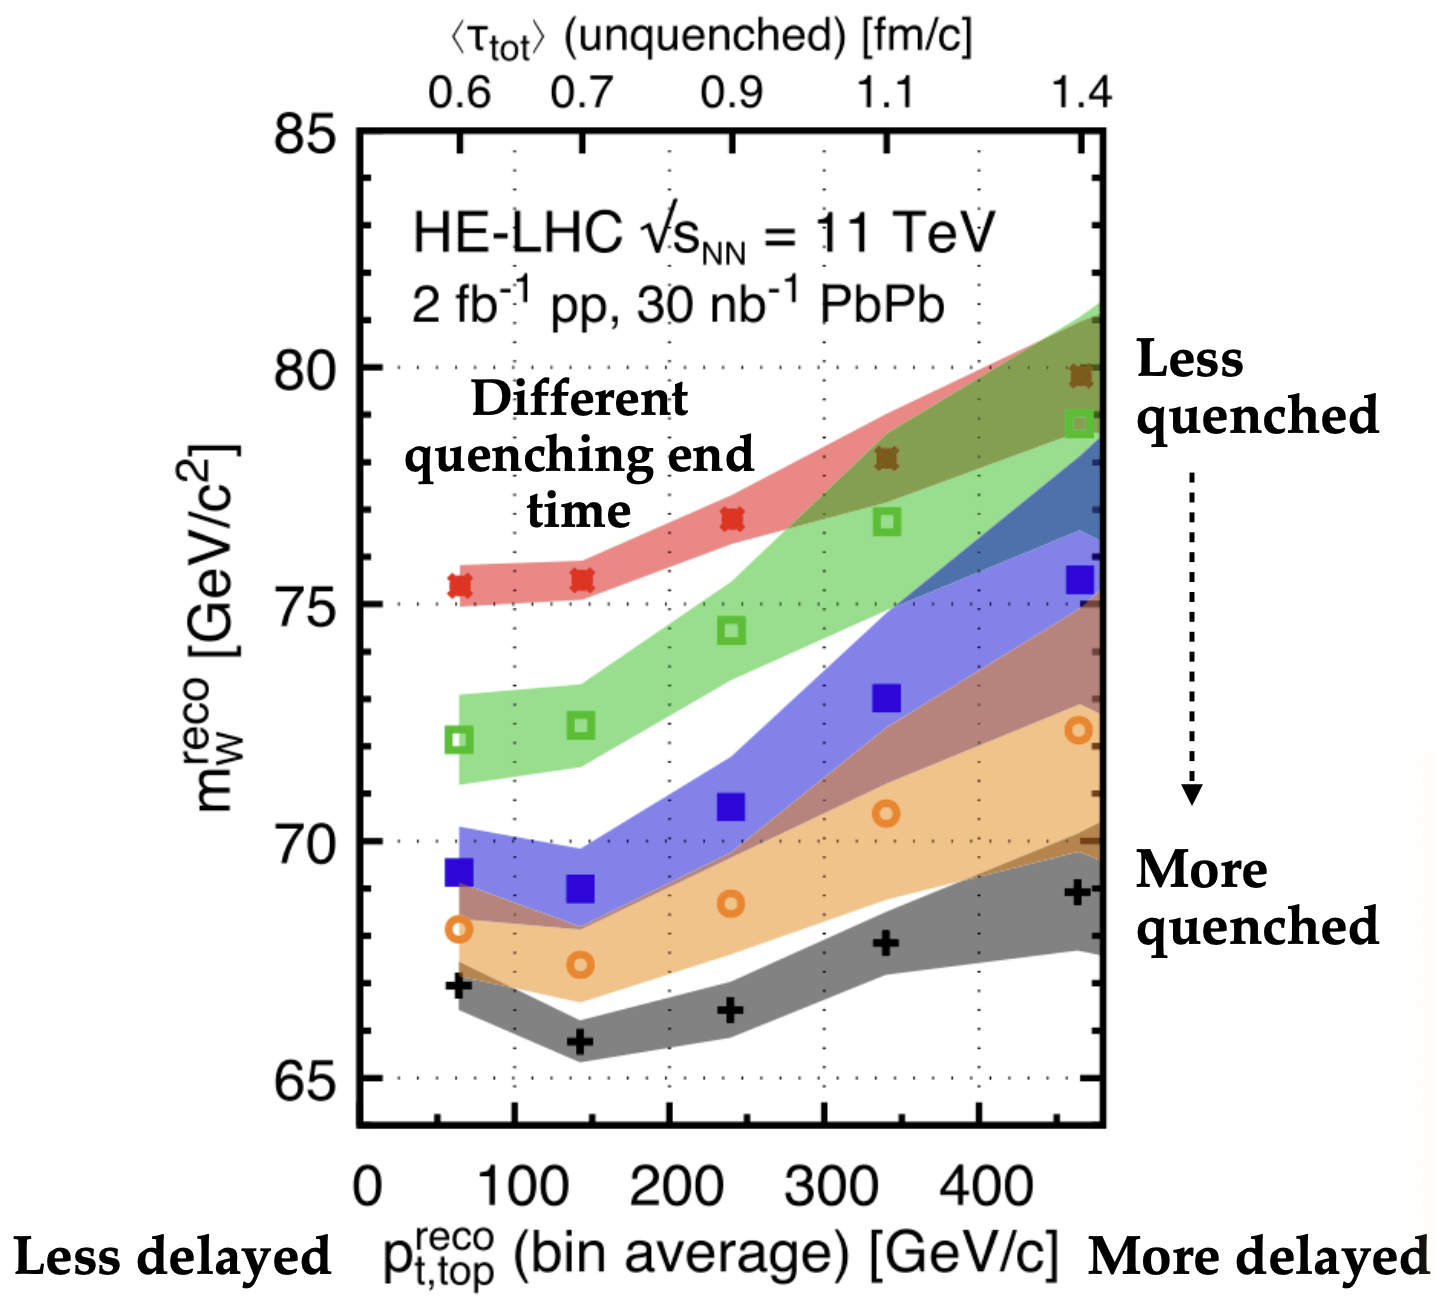 ⟨τtot⟩ (unquenched) [fm/c]
0.6 0.7 0.9 1.1 1.4
85
HE-LHC √sNN = 11 TeV
2 fb-1 pp, 30 nb-1 PbPb
80
Different
quenching end
time
Less
quenched
75
mWreco [GeV/c2]
70
More
quenched
65
0 100 200 300 400
Less delayed
pt,topreco (bin average) [GeV/c]
More delayed